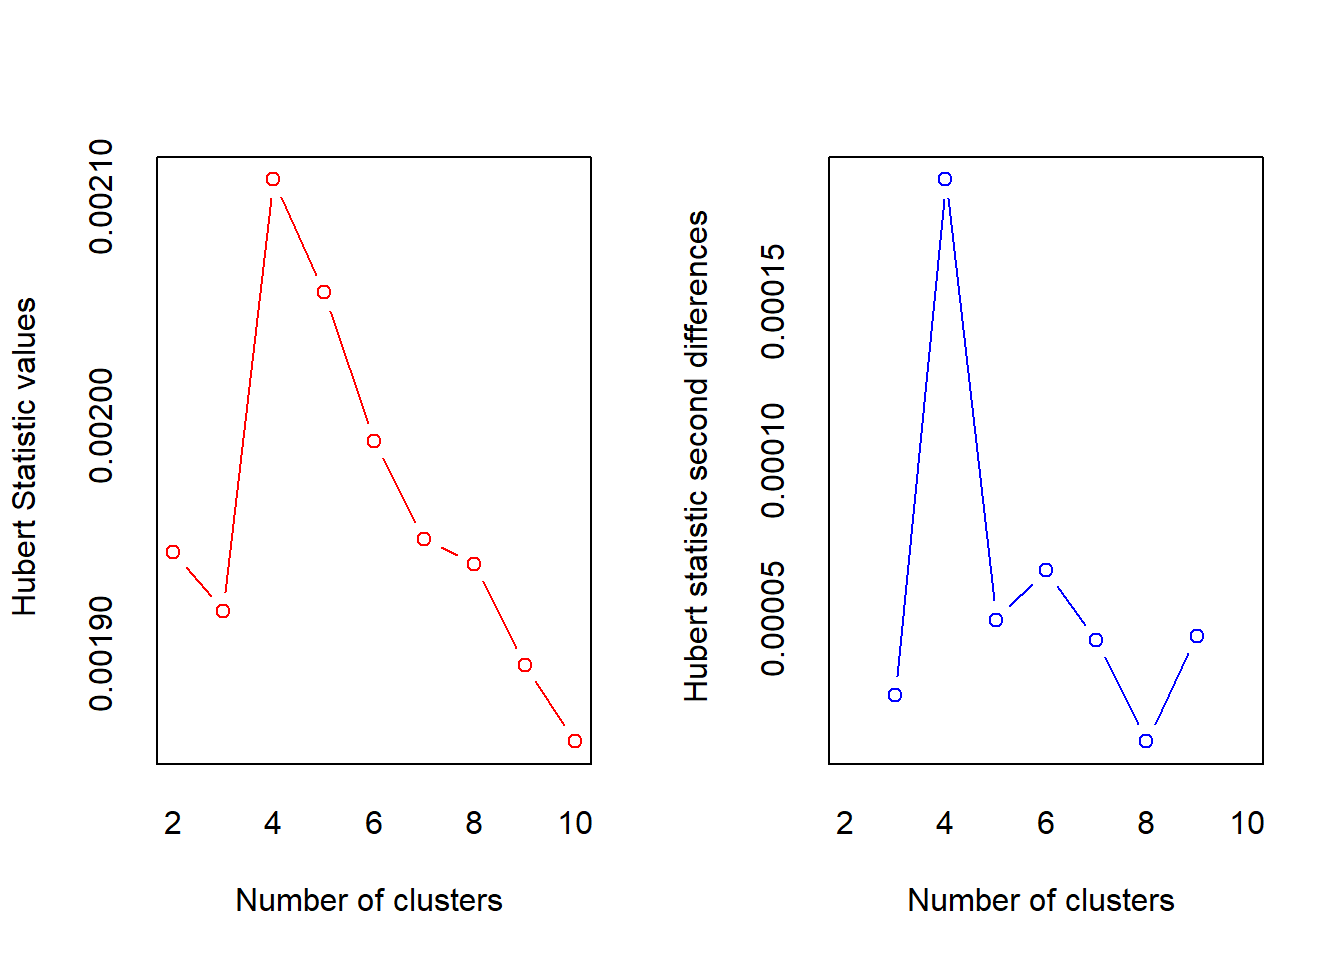 Hubert Statistic values
0.00210
0.00200
0.00190
2 4 6 8 10
Number of clusters
Hubert statistic second differences
0.00015
0.00010
0.00005
2 4 6 8 10
Number of clusters